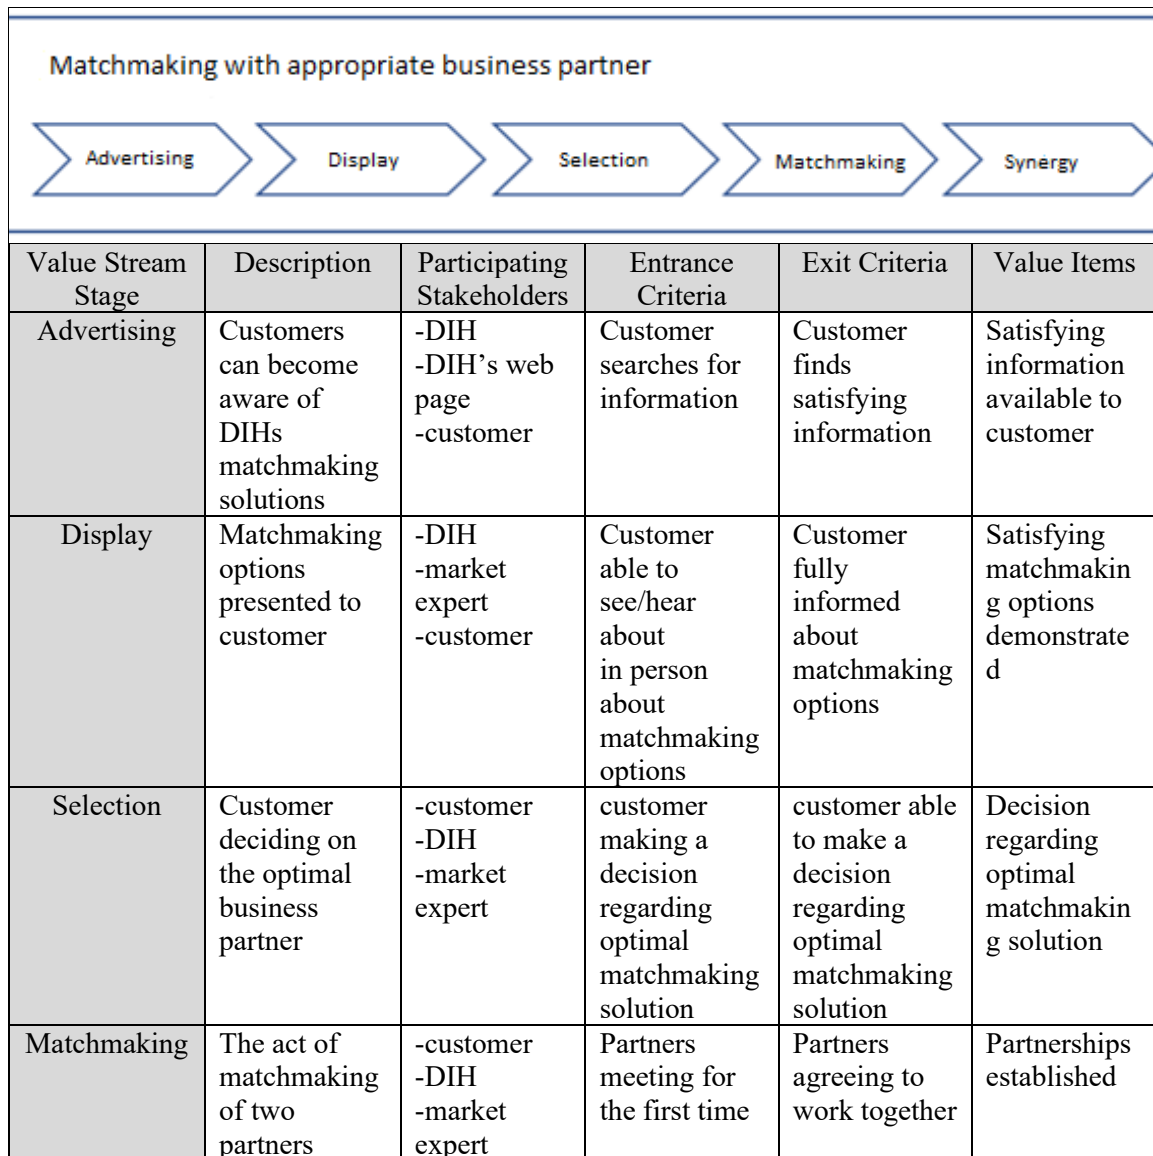 Matchmaking with appropriate business partner
Advertising
Display
Selection
Matchmaking
Synergy
Value Stream
Stage
Description
Participating
Stakeholders
Entrance
Criteria
Exit Criteria
Value Items
Advertising
Customers
can become
aware of
DIHs
matchmaking
solutions
-DIH
-DIH’s web
page
-customer
Customer
searches for
information
Customer
finds
satisfying
information
Satisfying
information
available to
customer
Display
Matchmaking
options
presented to
customer
-DIH
-market
expert
-customer
Customer
able to
see/hear
about
in person
about
matchmaking
options
Customer
fully
informed
about
matchmaking
options
Satisfying
matchmakin
g options
demonstrate
d
Selection
Customer
deciding on
the optimal
business
partner
-customer
-DIH
-market
expert
customer
making a
decision
regarding
optimal
matchmaking
solution
customer able
to make a
decision
regarding
optimal
matchmaking
solution
Decision
regarding
optimal
matchmakin
g solution
Matchmaking
The act of
matchmaking
of two
partners
-customer
-DIH
-market
expert
Partners
meeting for
the first time
Partners
agreeing to
work together
Partnerships
established